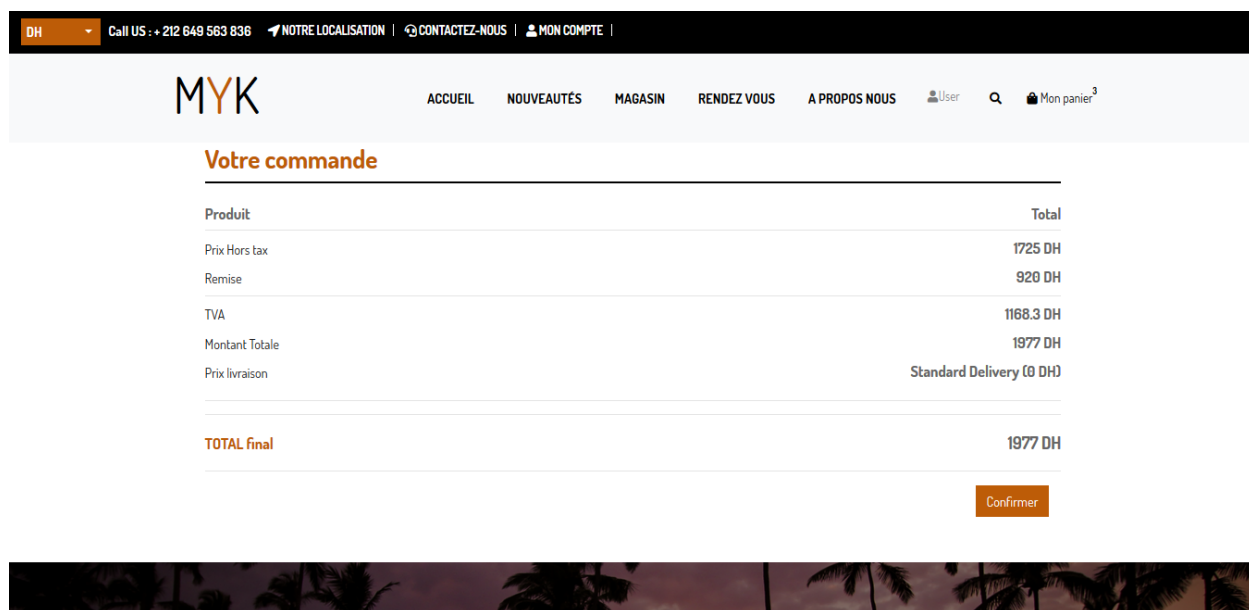 DH Call US : + 212 649 563 836 NOTRE LOCALISATION | CONTACTEZ-NOUS | MON COMPTE |
MYK ACCUEIL NOUVEAUTÉS MAGASIN RENDEZ VOUS A PROPOS NOUS User Mon panier 3
Votre commande
Produit Total
Prix Hors tax 1725 DH
Remise 920 DH
TVA 1168.3 DH
Montant Totale 1977 DH
Prix livraison Standard Delivery (0 DH)
TOTAL final 1977 DH
Confirmer